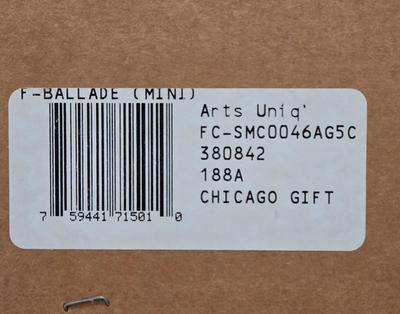 F-BALLADE (MINI)
Arts Uniq'
FC-SMC0046AG5C
380842
188A
CHICAGO GIFT
7 59441 71501 0